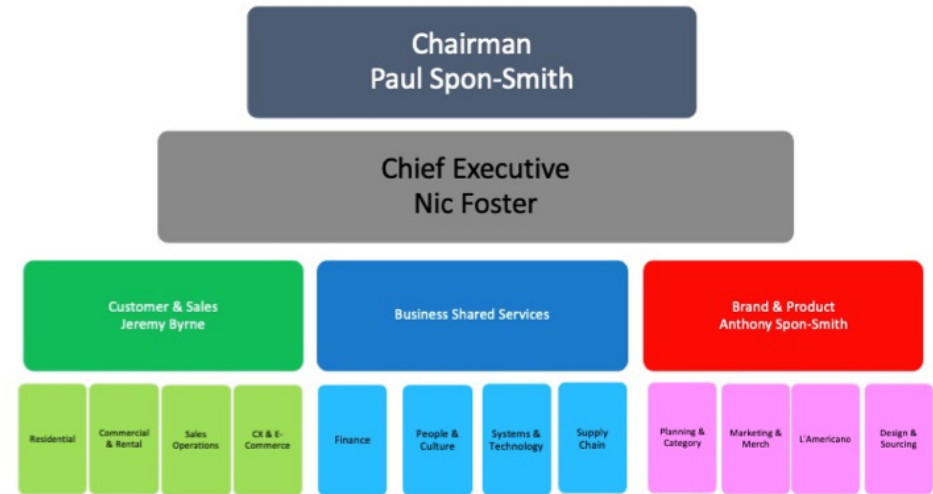 Chairman
Paul Spon-Smith
Chief Executive
Nic Foster
Customer & Sales
Jeremy Byrne
Business Shared Services
Brand & Product
Anthony Spon-Smith
Residential
Commercial
& Rental
Sales
Operations
CX & E-
Commerce
Finance
People &
Culture
Systems &
Technology
Supply
Chain
Planning &
Category
Marketing &
Merch
L'Americano
Design &
Sourcing